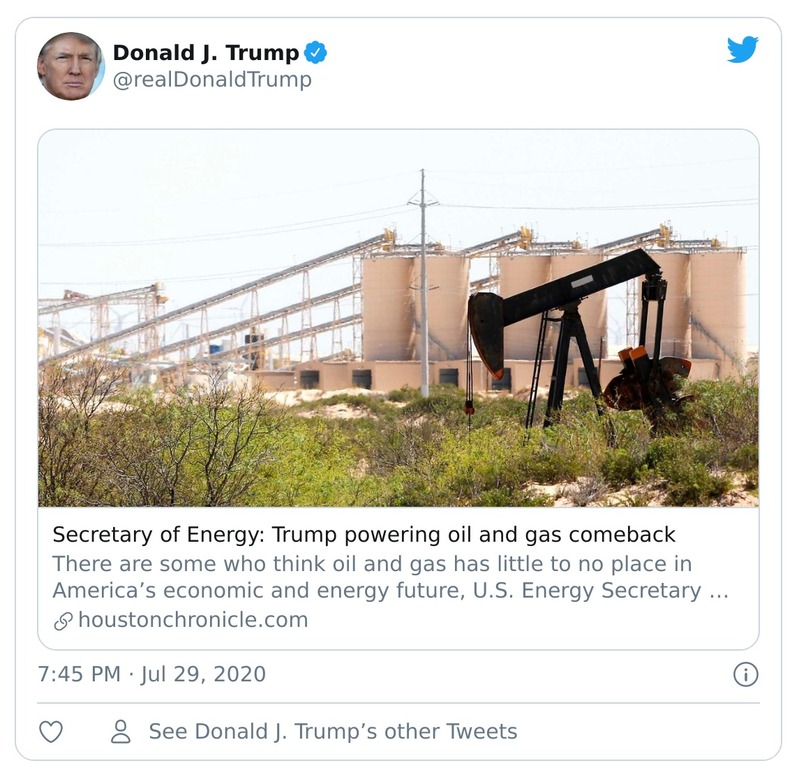 Donald J. Trump
@realDonaldTrump
Secretary of Energy: Trump powering oil and gas comeback
There are some who think oil and gas has little to no place in
America’s economic and energy future, U.S. Energy Secretary …
houstonchronicle.com
7:45 PM · Jul 29, 2020
See Donald J. Trump’s other Tweets